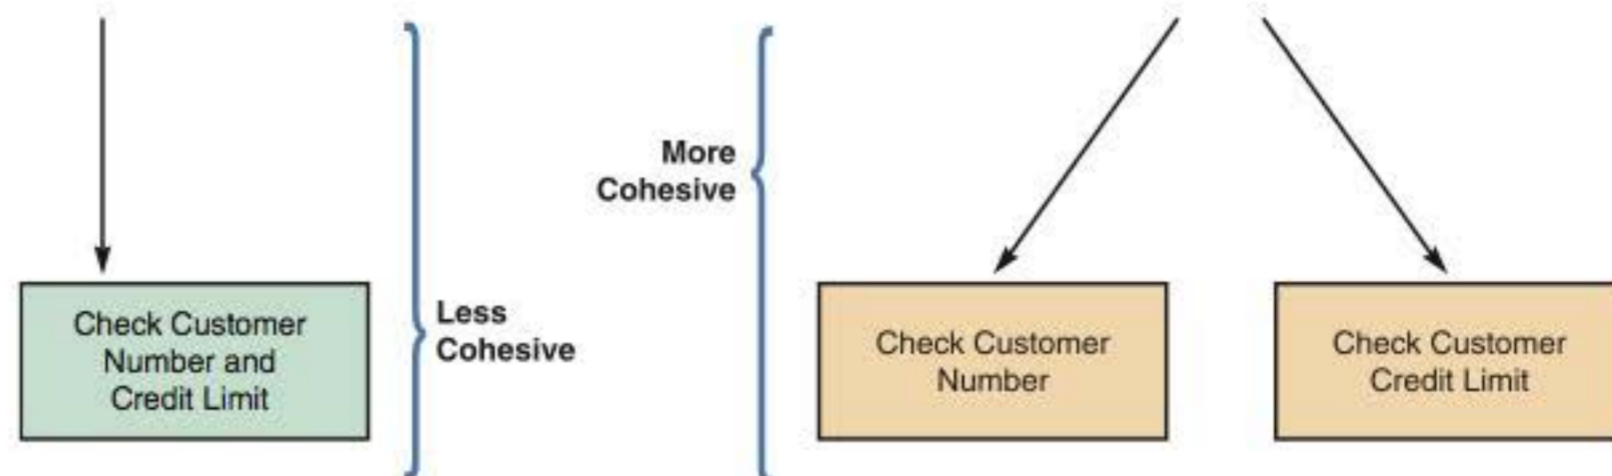 Check Customer
Number and
Credit Limit
Less
Cohesive
More
Cohesive
Check Customer
Number
Check Customer
Credit Limit